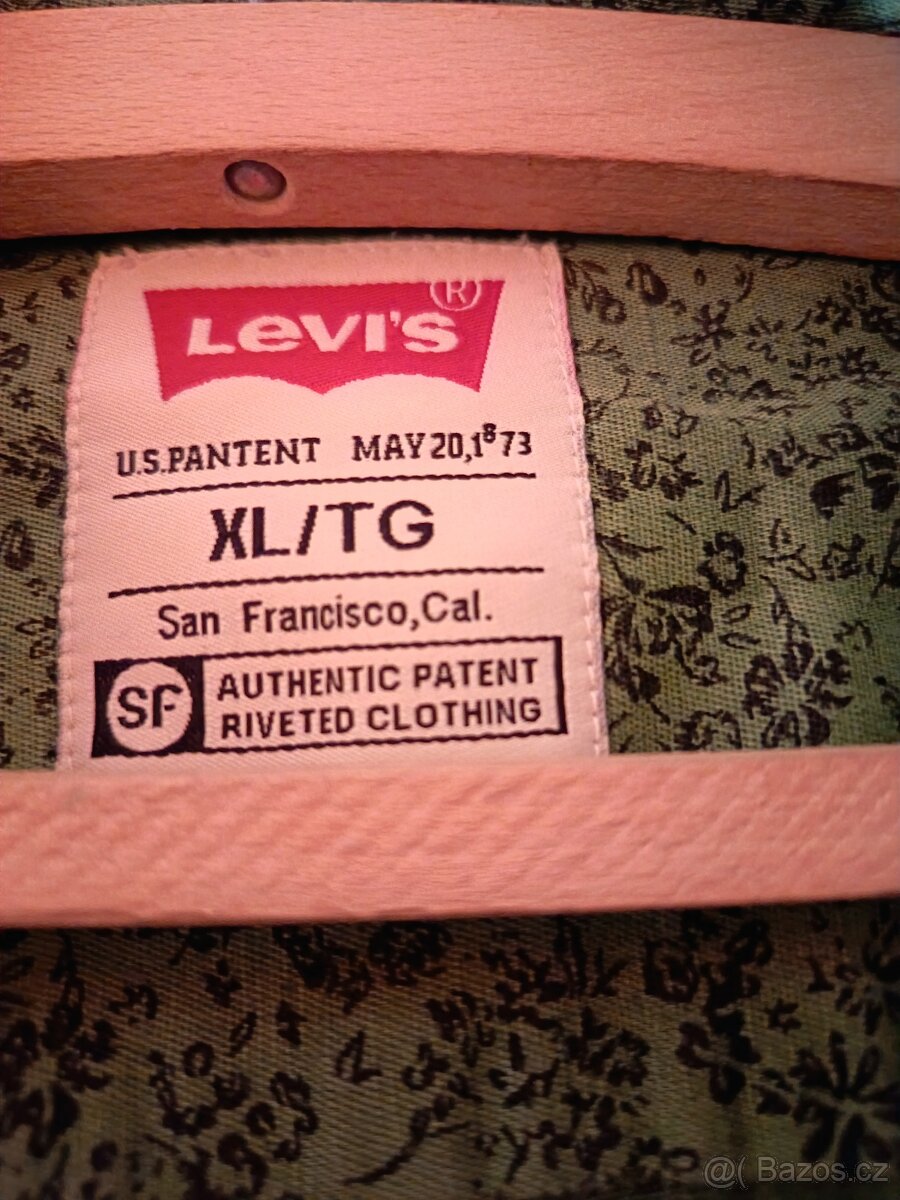 LEVI'S ®
U.S.PANTENT MAY 20,1873
XL/TG
San Francisco,Cal.
SF
AUTHENTIC PATENT
RIVETED CLOTHING
@( Bazos.cz